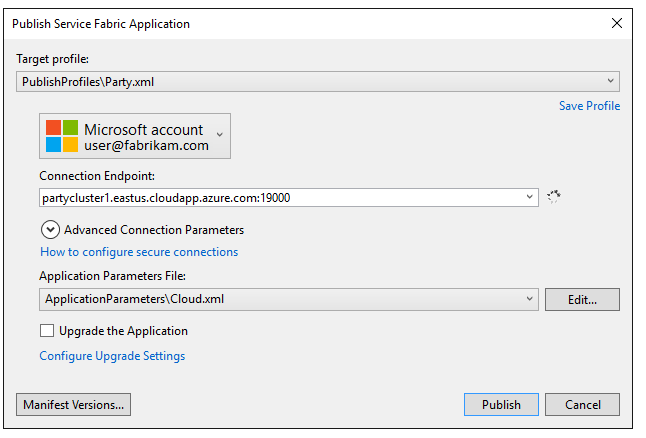 Publish Service Fabric Application
Target profile:
PublishProfiles\Party.xml
Save Profile
Microsoft account
user@fabrikam.com
Connection Endpoint:
partycluster1.eastus.cloudapp.azure.com:19000
Advanced Connection Parameters
How to configure secure connections
Application Parameters File:
ApplicationParameters\Cloud.xml
Edit...
Upgrade the Application
Configure Upgrade Settings
Manifest Versions...
Publish
Cancel